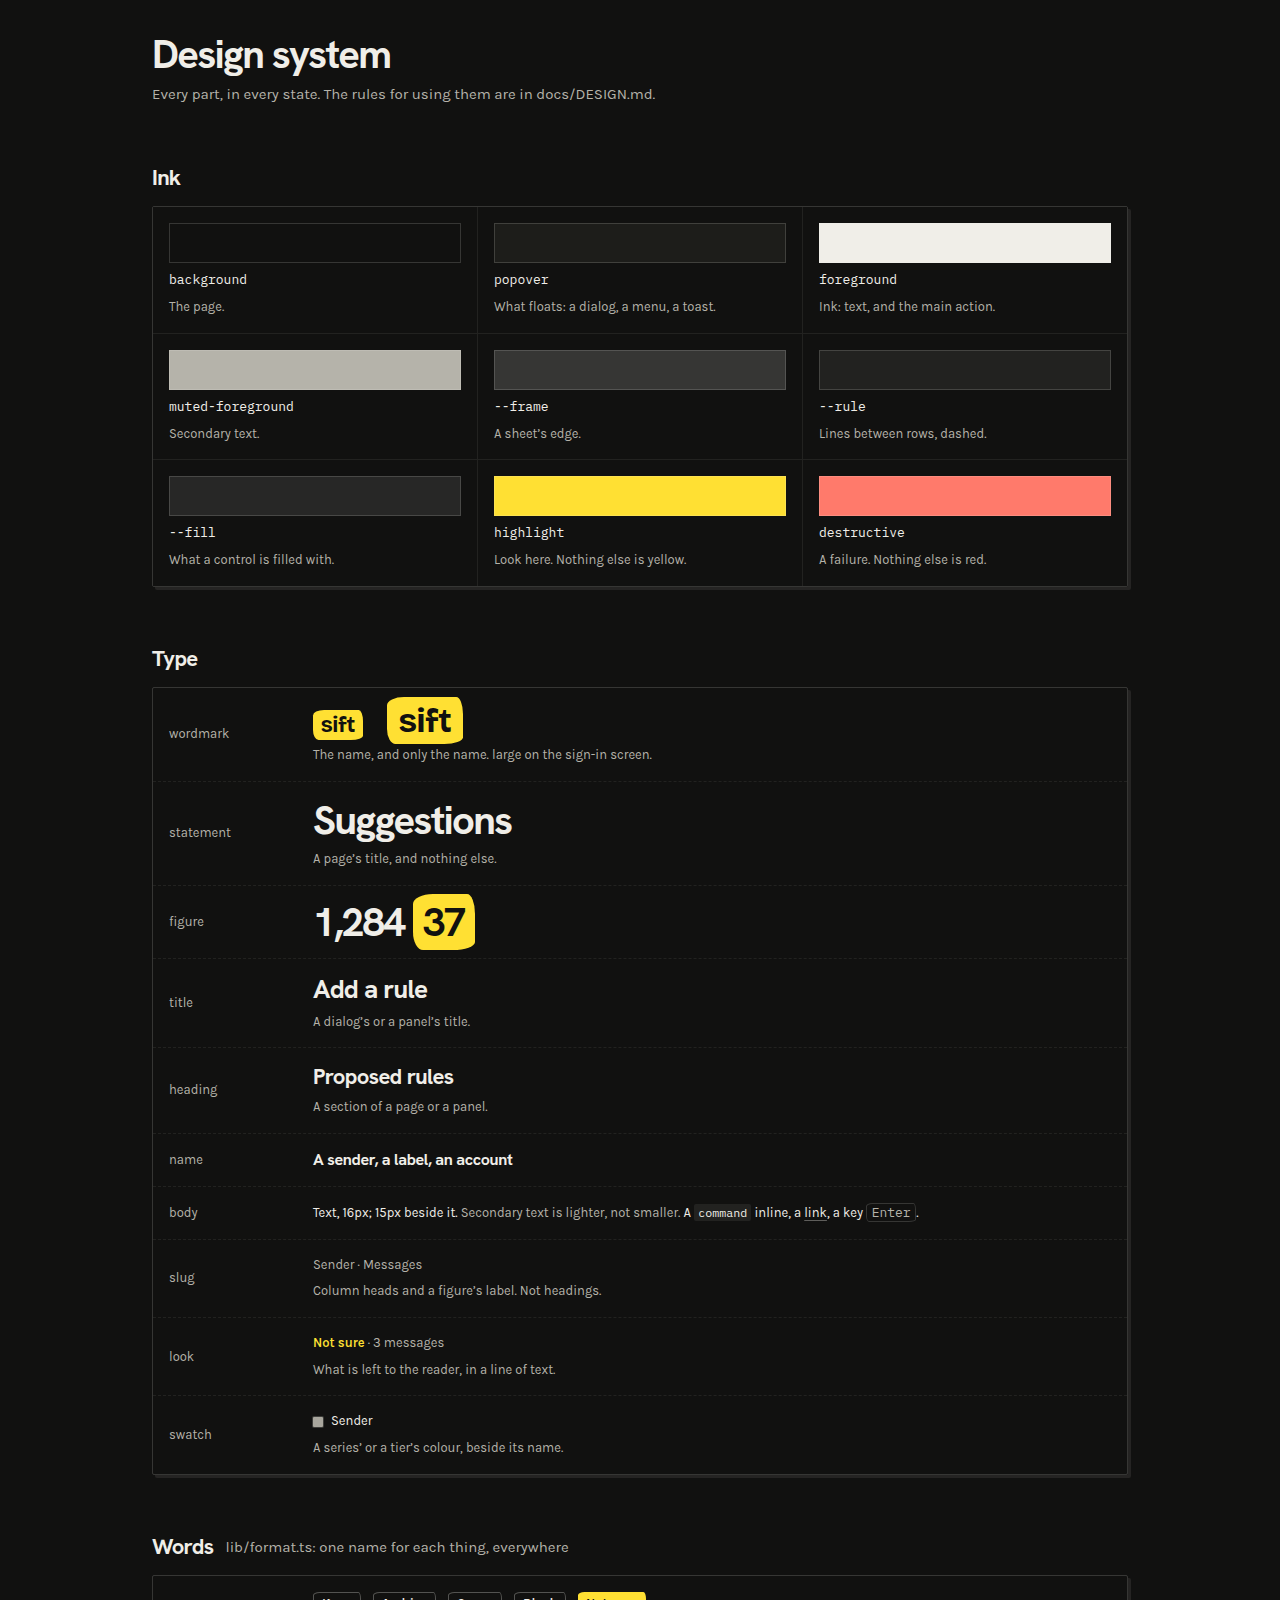 Design system
Every part, in every state. The rules for using them are in docs/DESIGN.md.
Ink
background
The page.
popover
What floats: a dialog, a menu, a toast.
foreground
Ink: text, and the main action.
muted-foreground
Secondary text.
--frame
A sheet’s edge.
--rule
Lines between rows, dashed.
--fill
What a control is filled with.
highlight
Look here. Nothing else is yellow.
destructive
A failure. Nothing else is red.
Type
wordmark
sift sift
The name, and only the name. large on the sign-in screen.
statement
Suggestions
A page’s title, and nothing else.
figure
1,284 37
title
Add a rule
A dialog’s or a panel’s title.
heading
Proposed rules
A section of a page or a panel.
name
A sender, a label, an account
body
Text, 16px; 15px beside it. Secondary text is lighter, not smaller. A command inline, a link, a key Enter.
slug
Sender · Messages
Column heads and a figure’s label. Not headings.
look
Not sure · 3 messages
What is left to the reader, in a line of text.
swatch
Sender
A series’ or a tier’s colour, beside its name.
Words lib/format.ts: one name for each thing, everywhere